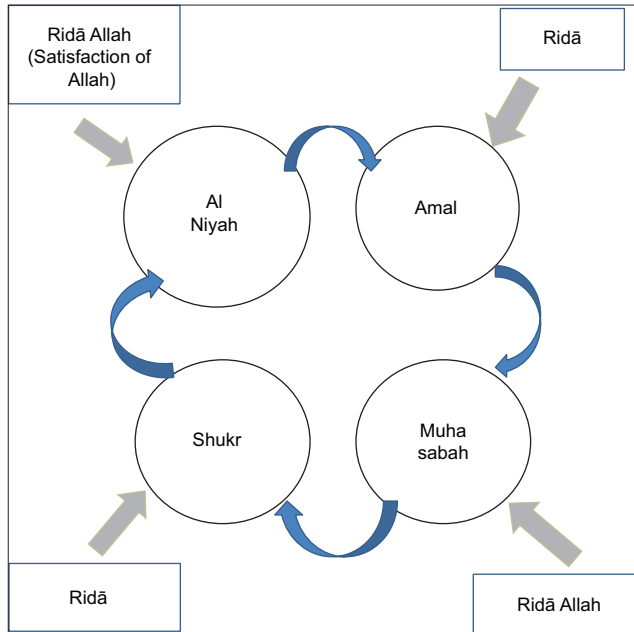 Ridā Allah
(Satisfaction of
Allah)
Ridā
Al
Niyah
Amal
Shukr
Muha
sabah
Ridā
Ridā Allah